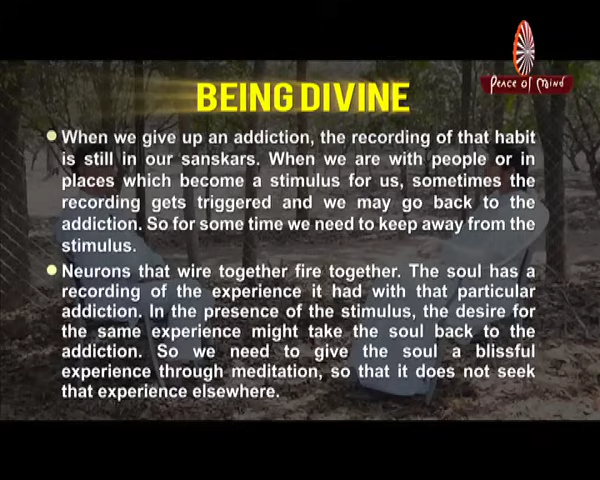 Peace of Mind
BEING DIVINE
When we give up an addiction, the recording of that habit
is still in our sanskars. When we are with people or in
places which become a stimulus for us, sometimes the
recording gets triggered and we may go back to the
addiction. So for some time we need to keep away from the
stimulus.
Neurons that wire together fire together. The soul has a
recording of the experience it had with that particular
addiction. In the presence of the stimulus, the desire for
the same experience might take the soul back to the
addiction. So we need to give the soul a blissful
experience through meditation, so that it does not seek
that experience elsewhere.